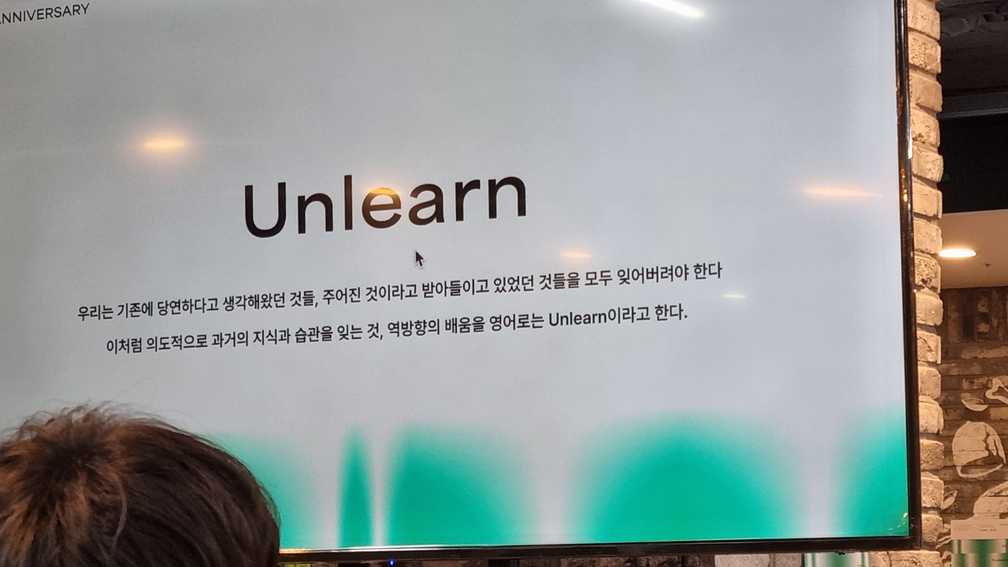 ANNIVERSARY
Unlearn
우리는 기존에 당연하다고 생각해왔던 것들, 주어진 것이라고 받아들이고 있었던 것들을 모두 잊어버려야 한다
이처럼 의도적으로 과거의 지식과 습관을 잊는 것, 역방향의 배움을 영어로는 Unlearn이라고 한다.